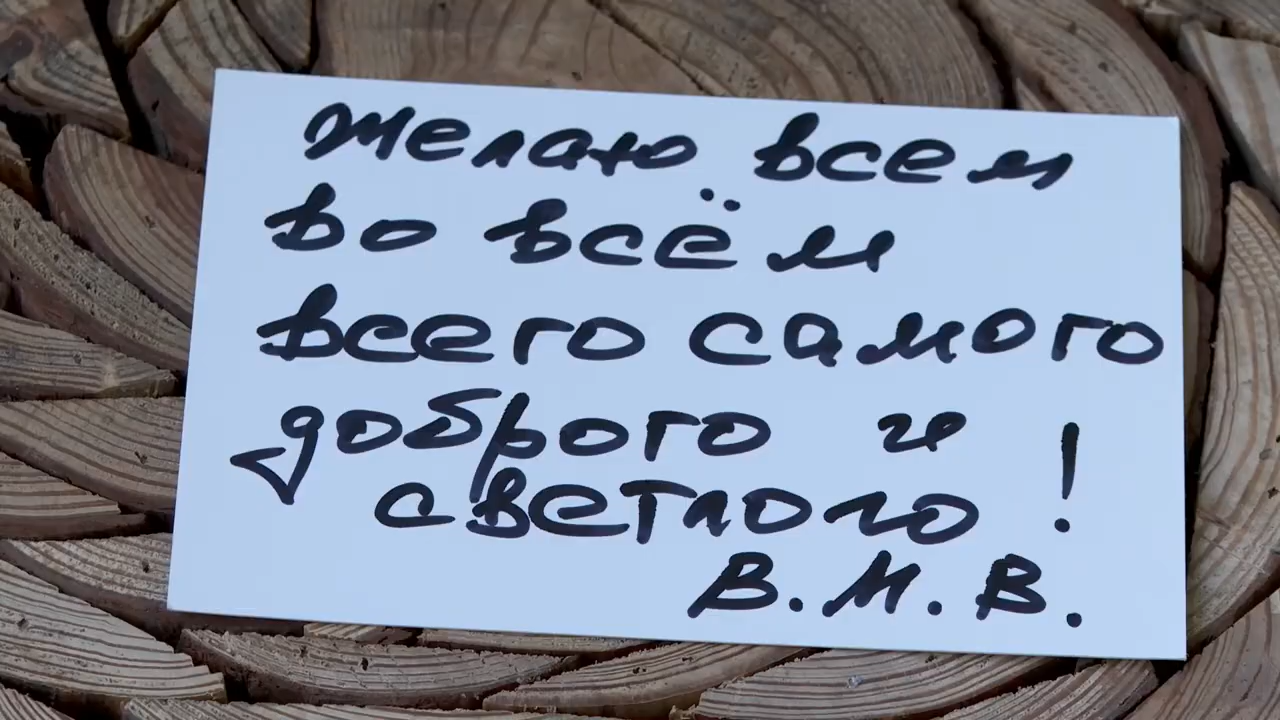 Желаю всем
во всём
всего самого
доброго и
светлого !
В.М.В.